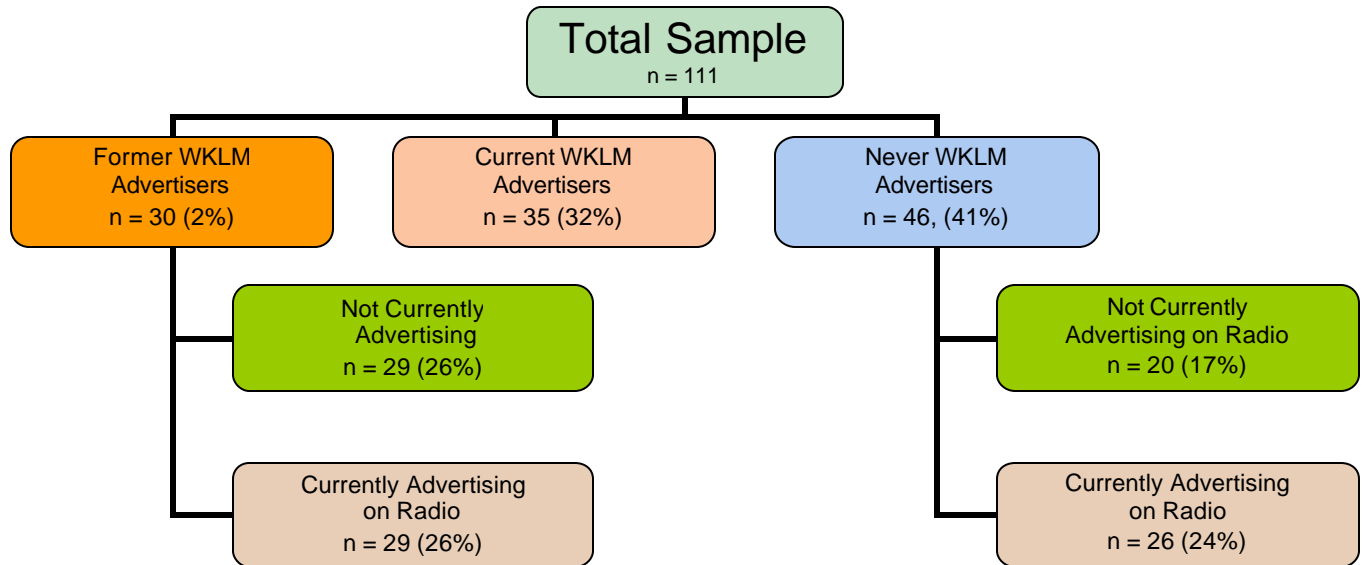 Total Sample
n = 111
Former WKLM
Advertisers
n = 30 (2%)
Current WKLM
Advertisers
n = 35 (32%)
Never WKLM
Advertisers
n = 46, (41%)
Not Currently
Advertising
n = 29 (26%)
Not Currently
Advertising on Radio
n = 20 (17%)
Currently Advertising
on Radio
n = 29 (26%)
Currently Advertising
on Radio
n = 26 (24%)